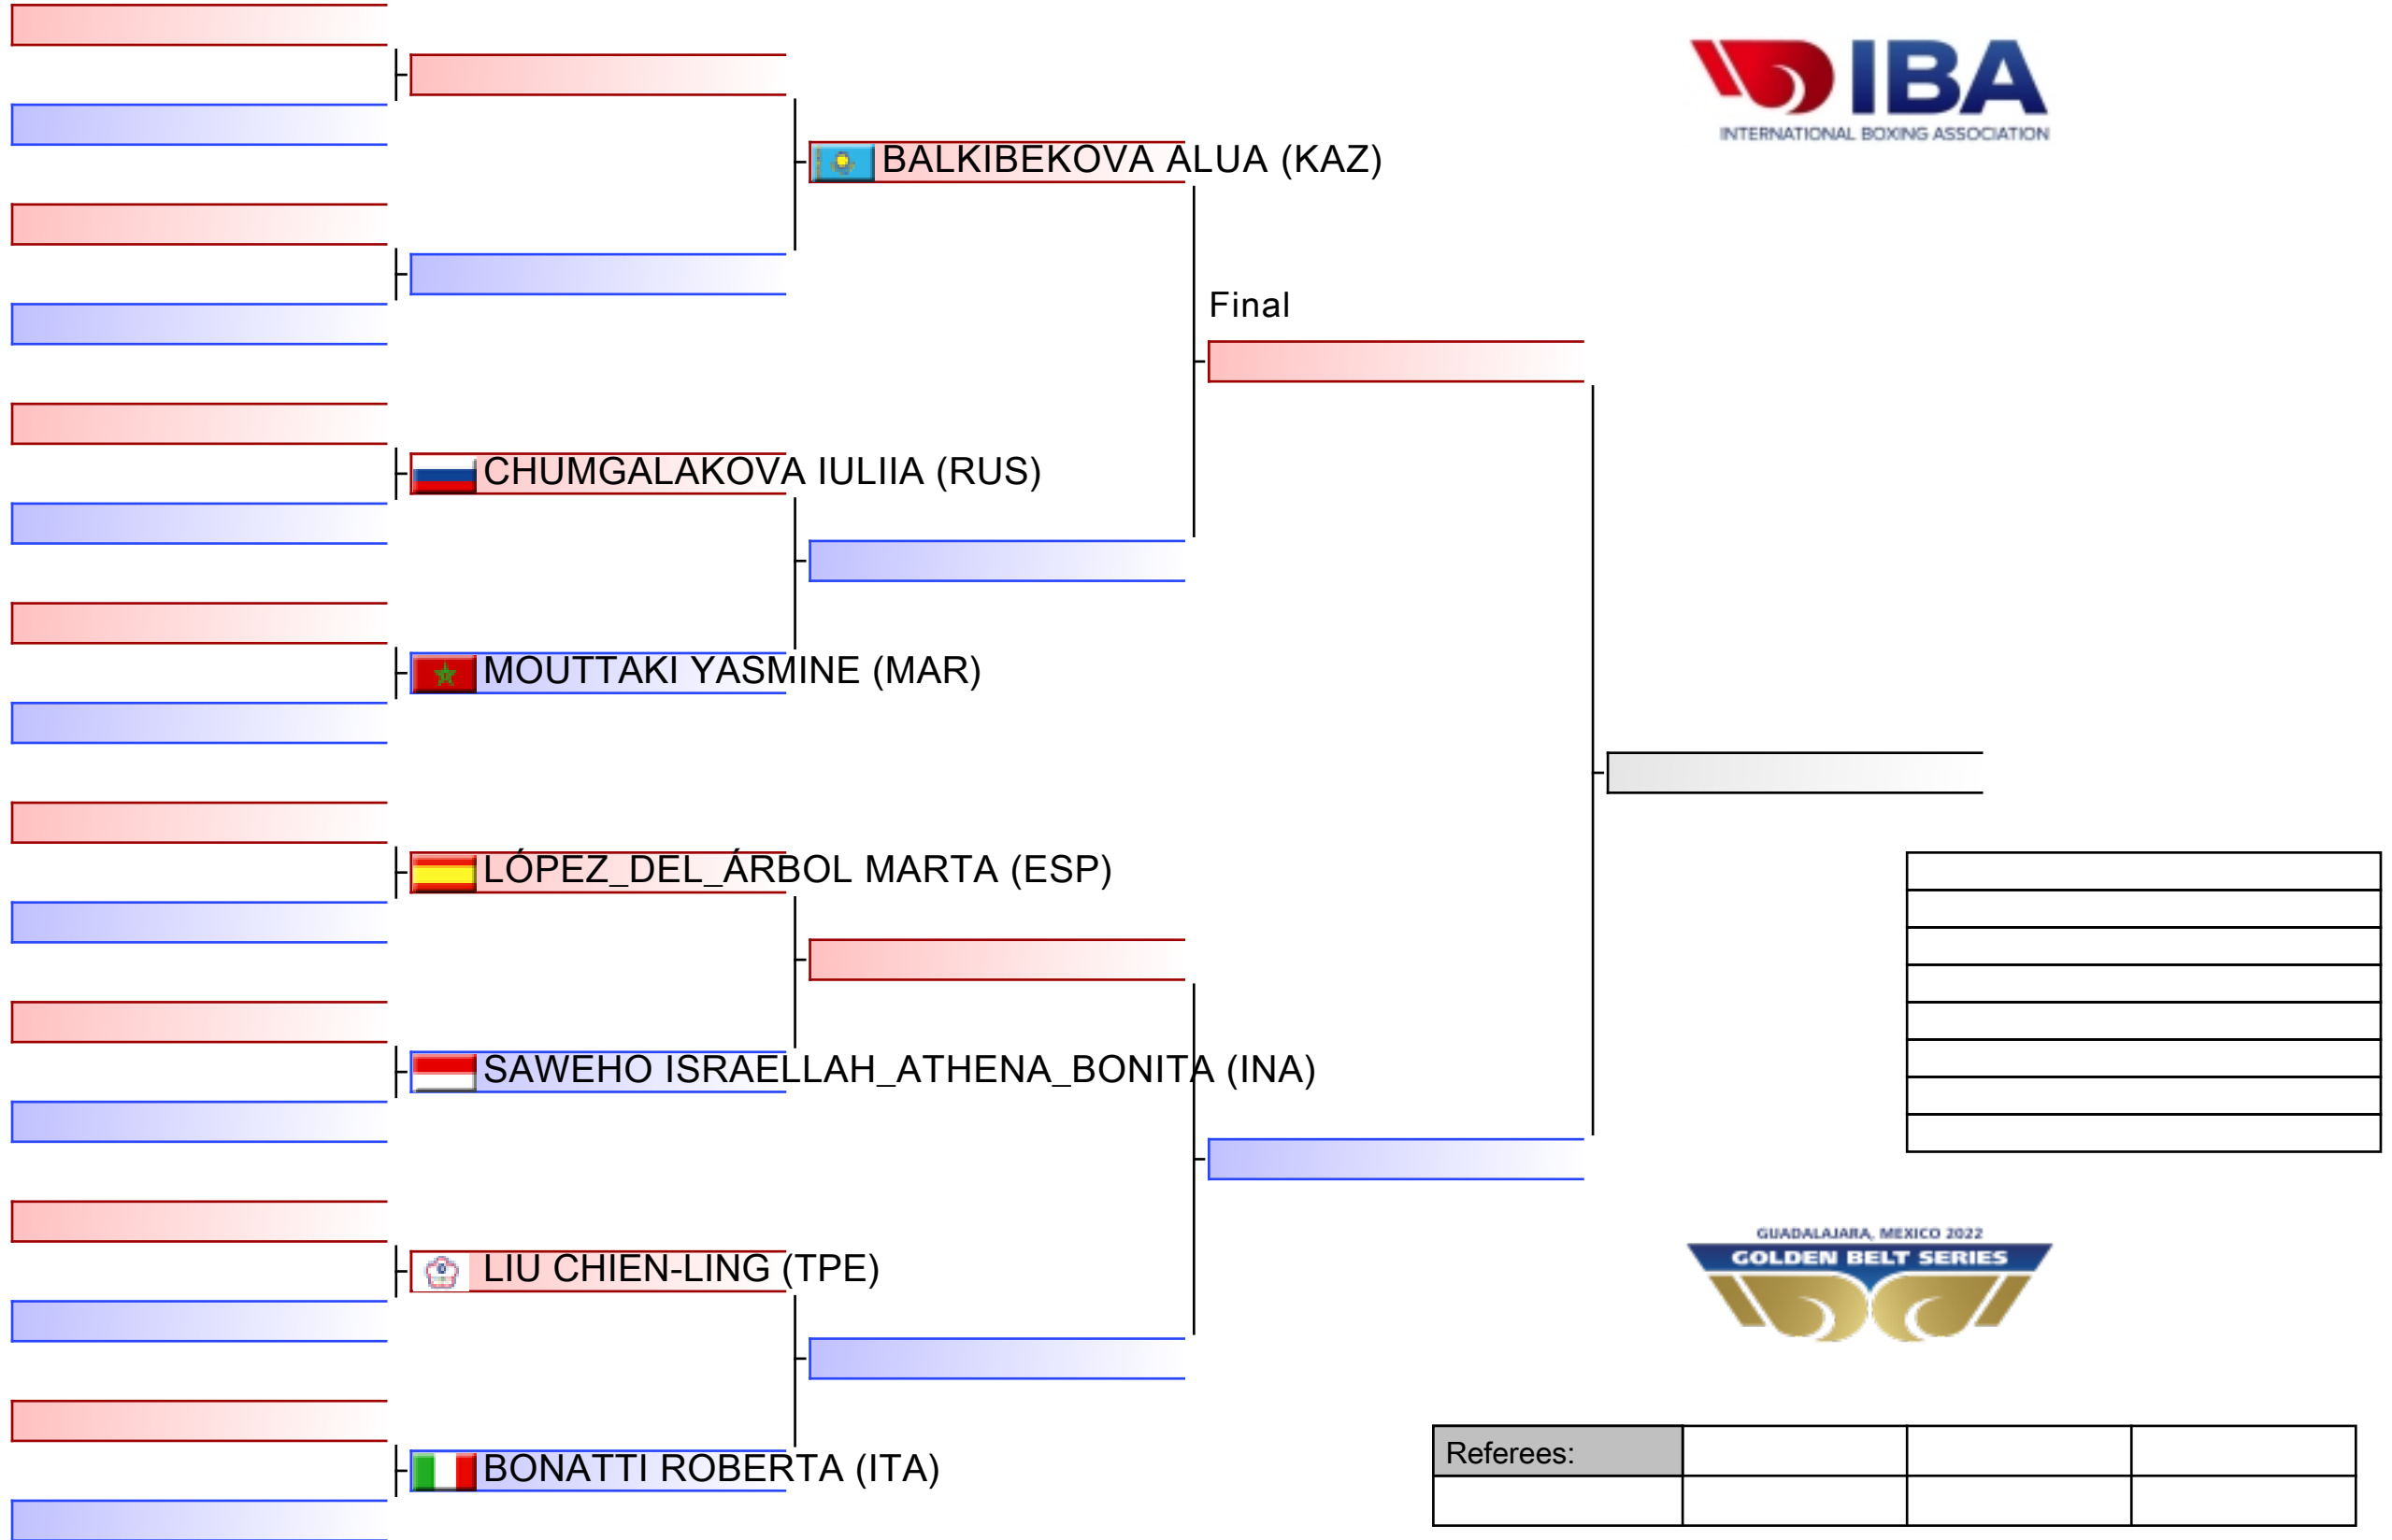 IBA
INTERNATIONAL BOXING ASSOCIATION
BALKIBEKOVA ALUA (KAZ)
Final
CHUMGALAKOVA IULIIA (RUS)
MOUTTAKI YASMINE (MAR)
LÓPEZ_DEL_ÁRBOL MARTA (ESP)
SAWEHO ISRAELLAH_ATHENA_BONITA (INA)
GUADALAJARA, MEXICO 2022
GOLDEN BELT SERIES
LIU CHIEN-LING (TPE)
Referees:
BONATTI ROBERTA (ITA)